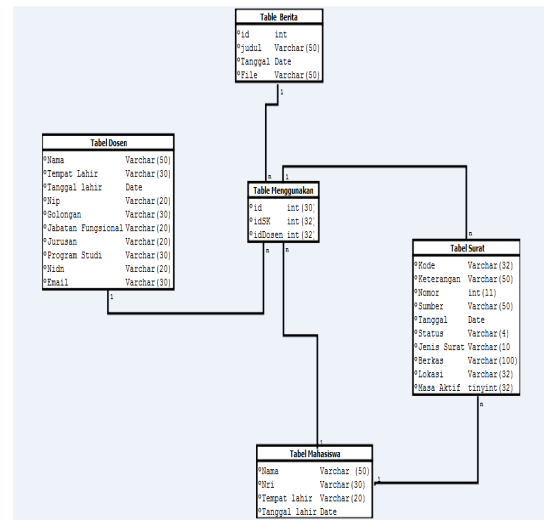 Table Berita
id int
judul Varchar(50)
Tanggal Date
File Varchar(50)
1
n
1
Tabel Dosen
Nama Varchar(50)
Tempat Lahir Varchar(30)
Tanggal lahir Date
Nip Varchar(20)
Golongan Varchar(30)
Jabatan Fungsional Varchar(20)
Jurusan Varchar(20)
Program Studi Varchar(30)
Nidn Varchar(20)
Email Varchar(30)
1
Table Menggunakan
id int(30)
idSK int(32)
idDosen int(32)
n
n
n
Tabel Surat
Kode Varchar(32)
Keterangan Varchar(50)
Nomor int(11)
Sumber Varchar(50)
Tanggal Date
Status Varchar(4)
Jenis Surat Varchar(10
Berkas Varchar(100)
Lokasi Varchar(32)
Masa Aktif tinyint(32)
n
1
Tabel Mahasiswa
Nama Varchar (50)
Nri Varchar(30)
Tempat lahir Varchar(20)
Tanggal lahir Date
1